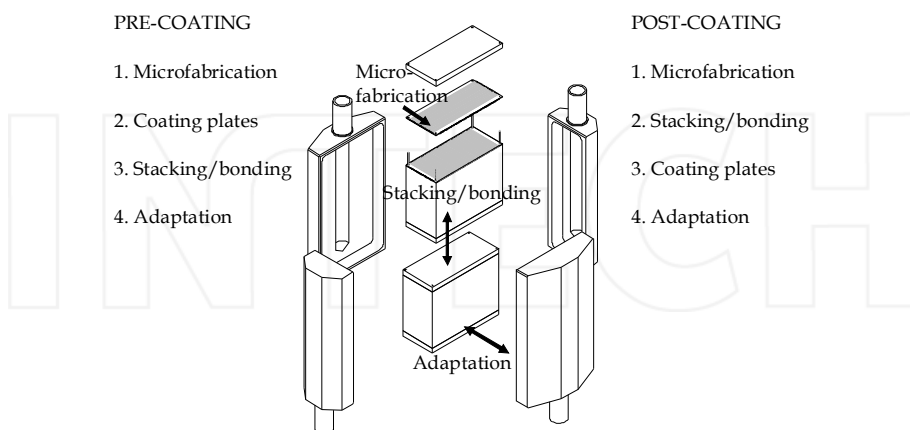 PRE-COATING
1. Microfabrication
2. Coating plates
3. Stacking/bonding
4. Adaptation
Micro-
fabrication
Stacking/bonding
Adaptation
POST-COATING
1. Microfabrication
2. Stacking/bonding
3. Coating plates
4. Adaptation
INTECH